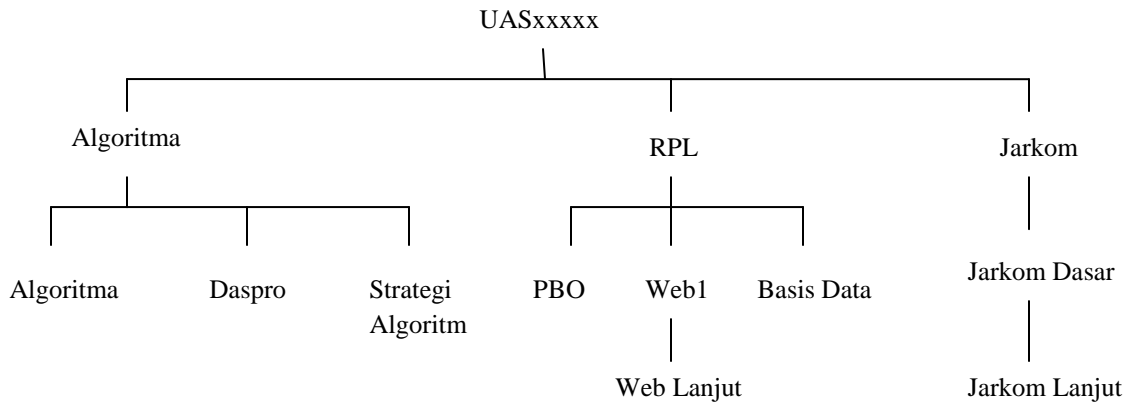 UASxxxxx
Algoritma
RPL
Jarkom
Algoritma
Daspro
Strategi
Algoritm
PBO
Web1
Basis Data
Jarkom Dasar
Web Lanjut
Jarkom Lanjut